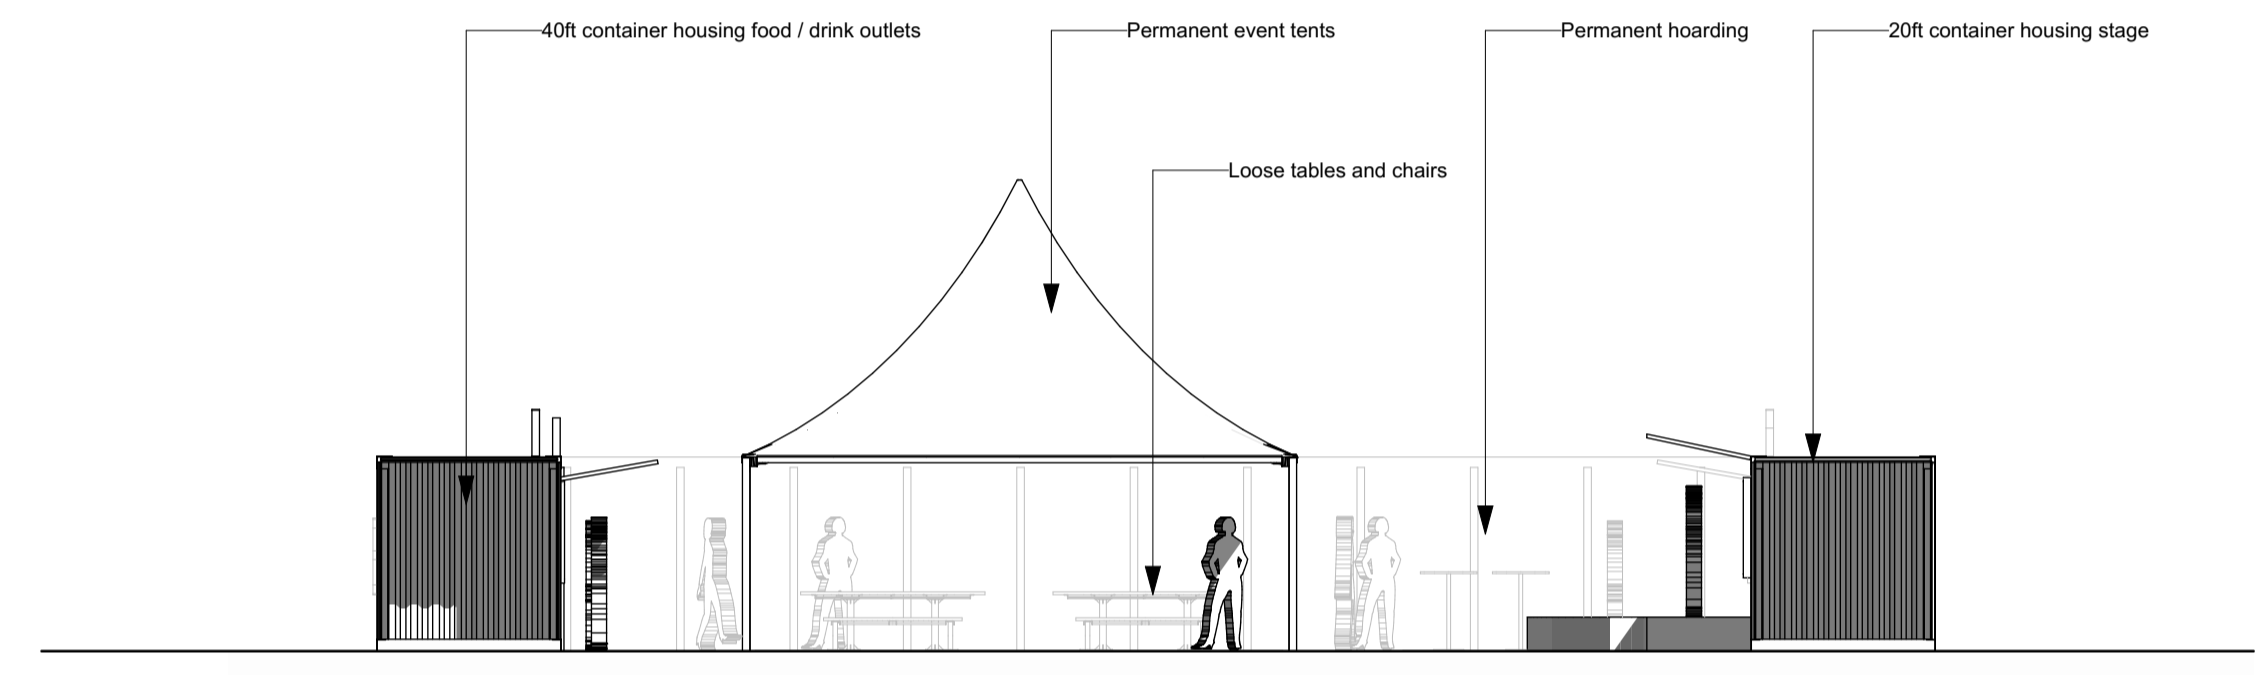 40ft container housing food / drink outlets
Permanent event tents
Permanent hoarding
20ft container housing stage
Loose tables and chairs